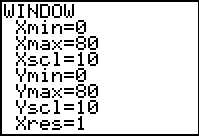 WINDOW
Xmin=0
Xmax=80
Xscl=10
Ymin=0
Ymax=80
Yscl=10
Xres=1